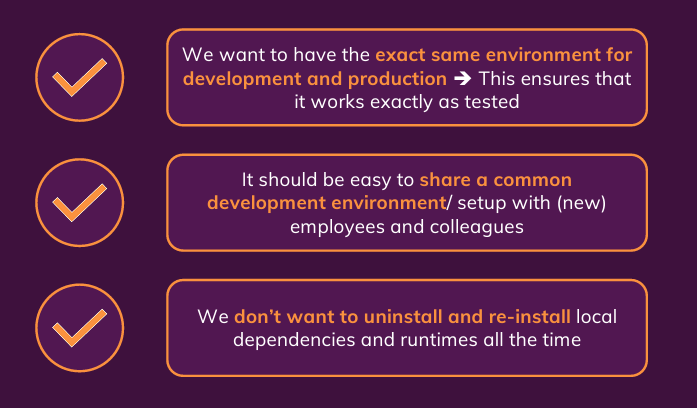 We want to have the exact same environment for
development and production ➔ This ensures that
it works exactly as tested
It should be easy to share a common
development environment/ setup with (new)
employees and colleagues
We don’t want to uninstall and re-install local
dependencies and runtimes all the time